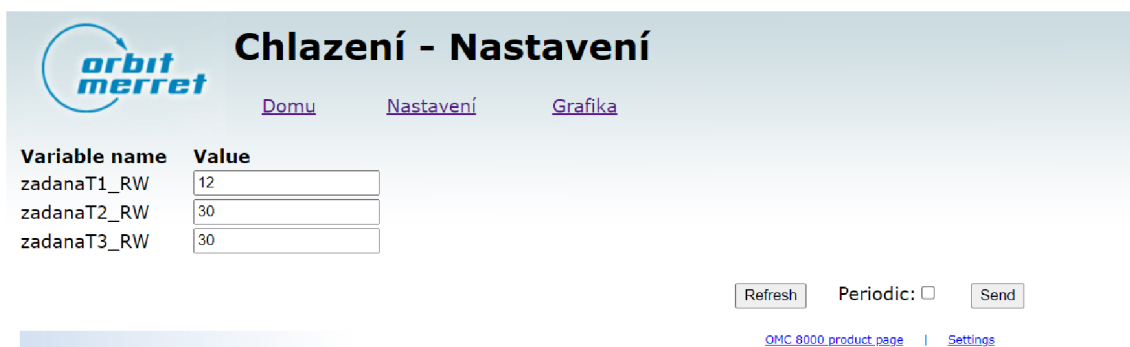 orbit
merret
Chlazení - Nastavení
Domu Nastavení Grafika
Variable name Value
zadanaT1_RW 12
zadanaT2_RW 30
zadanaT3_RW 30
Refresh Periodic: Send
OMC 8000 product page | Settings